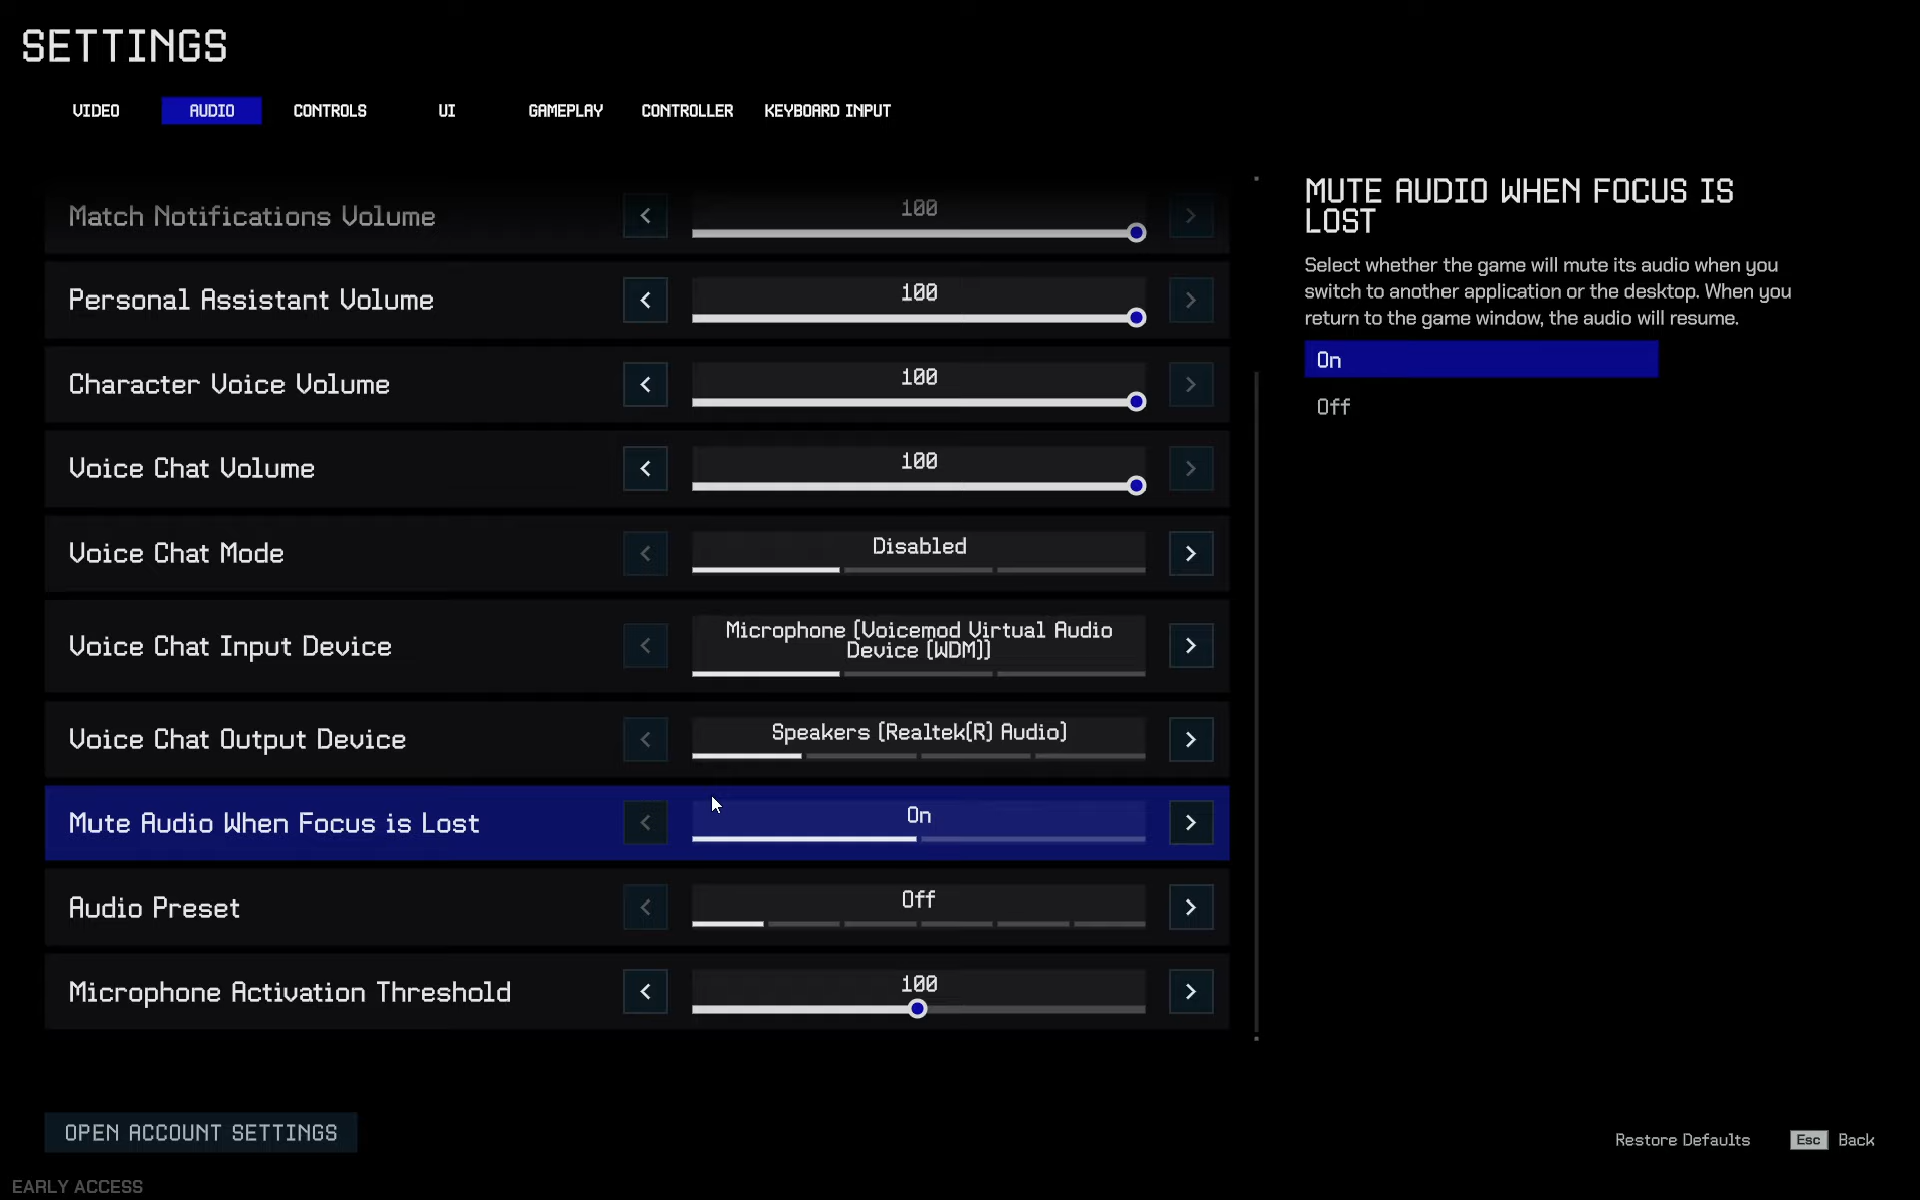 SETTINGS
VIDEO AUDIO CONTROLS UI GAMEPLAY CONTROLLER KEYBOARD INPUT
Match Notifications Volume 100
Personal Assistant Volume 100
Character Voice Volume 100
Voice Chat Volume 100
Voice Chat Mode Disabled
Voice Chat Input Device Microphone (Voicemod Virtual Audio
Device (WDM))
Voice Chat Output Device Speakers (Realtek(R) Audio)
Mute Audio When Focus is Lost On
Audio Preset Off
Microphone Activation Threshold 100
MUTE AUDIO WHEN FOCUS IS
LOST
Select whether the game will mute its audio when you
switch to another application or the desktop. When you
return to the game window, the audio will resume.
On
Off
OPEN ACCOUNT SETTINGS
Restore Defaults Esc Back
EARLY ACCESS